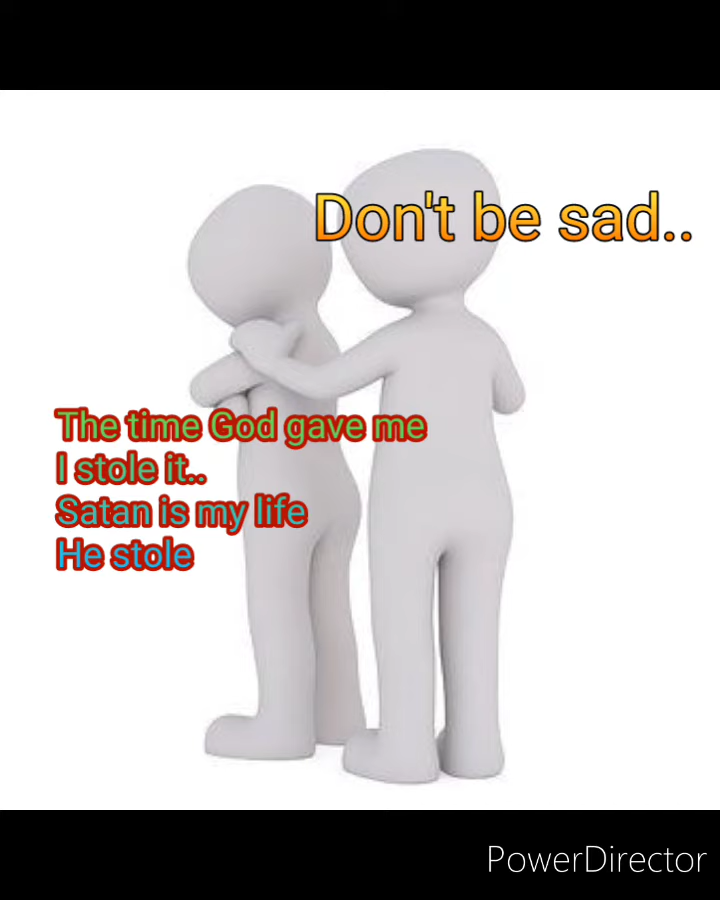 Don't be sad..
The time God gave me
I stole it..
Satan is my life
He stole
PowerDirector